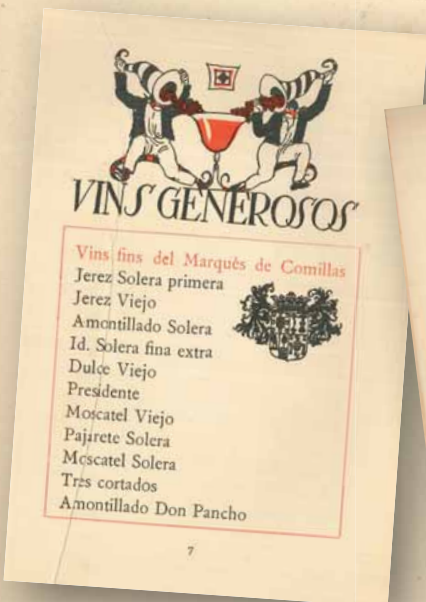 VINS GENEROSOS
Vins fins del Marquès de Comillas
Jerez Solera primera
Jerez Viejo
Amontillado Solera
Id. Solera fina extra
Dulce Viejo
Presidente
Moscatel Viejo
Pajarete Solera
Moscatel Solera
Tres cortados
Amontillado Don Pancho
7